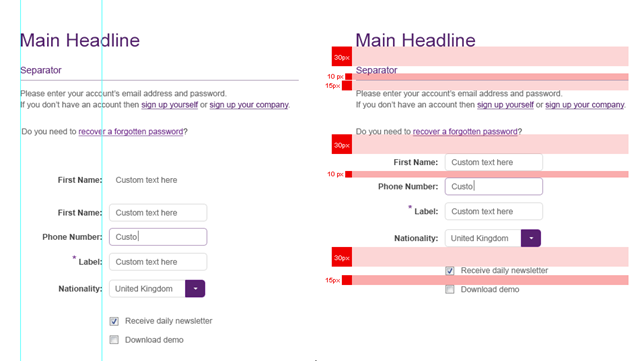 Main Headline
Separator
Please enter your account's email address and password.
If you don't have an account then sign up yourself or sign up your company.
Do you need to recover a forgotten password?
First Name: Custom text here
First Name: Custom text here
Phone Number: Custo
* Label: Custom text here
Nationality: United Kingdom
Receive daily newsletter
Download demo
Main Headline
30px
10 px
Separator
15px
Please enter your account's email address and password.
If you don't have an account then sign up yourself or sign up your company.
Do you need to recover a forgotten password?
30px
First Name: Custom text here
10 px
Phone Number: Custo
* Label: Custom text here
Nationality: United Kingdom
30px
Receive daily newsletter
15px
Download demo